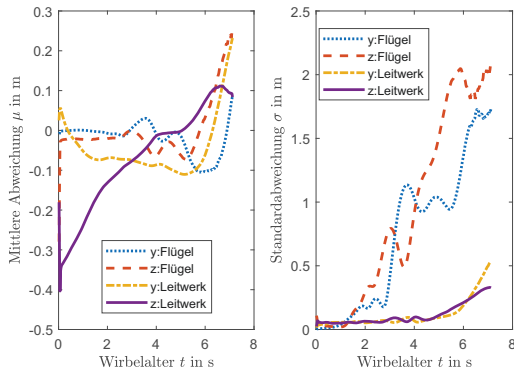 Mittlere Abweichung μ in m
0.3
0.2
0.1
0
-0.1
-0.2
-0.3
-0.4
-0.5
0
2
4
6
8
Wirbelalter t in s
y:Flügel
z:Flügel
y:Leitwerk
z:Leitwerk
Standardabweichung σ in m
2.5
2
1.5
1
0.5
0
0
2
4
6
8
Wirbelalter t in s
y:Flügel
z:Flügel
y:Leitwerk
z:Leitwerk